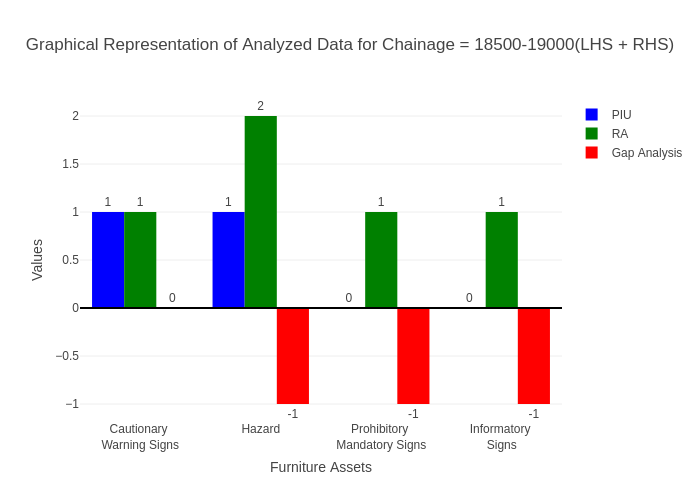 Graphical Representation of Analyzed Data for Chainage = 18500-19000(LHS + RHS)
PIU
RA
Gap Analysis
Values
2
1.5
1
0.5
0
−0.5
−1
1
1
0
1
2
-1
0
1
-1
0
1
-1
Cautionary
Warning Signs
Hazard
Prohibitory
Mandatory Signs
Informatory
Signs
Furniture Assets